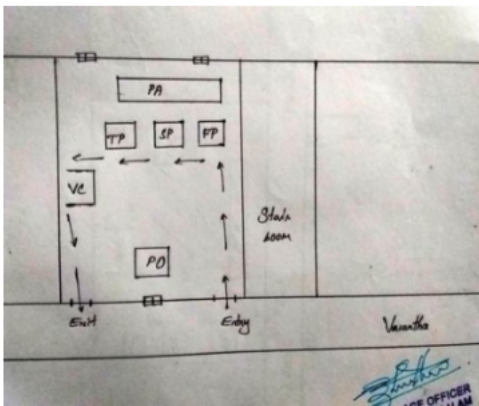 PA
TP SP FP
VC
Stair
room
PO
Exit Entry Varantha
OFFICER